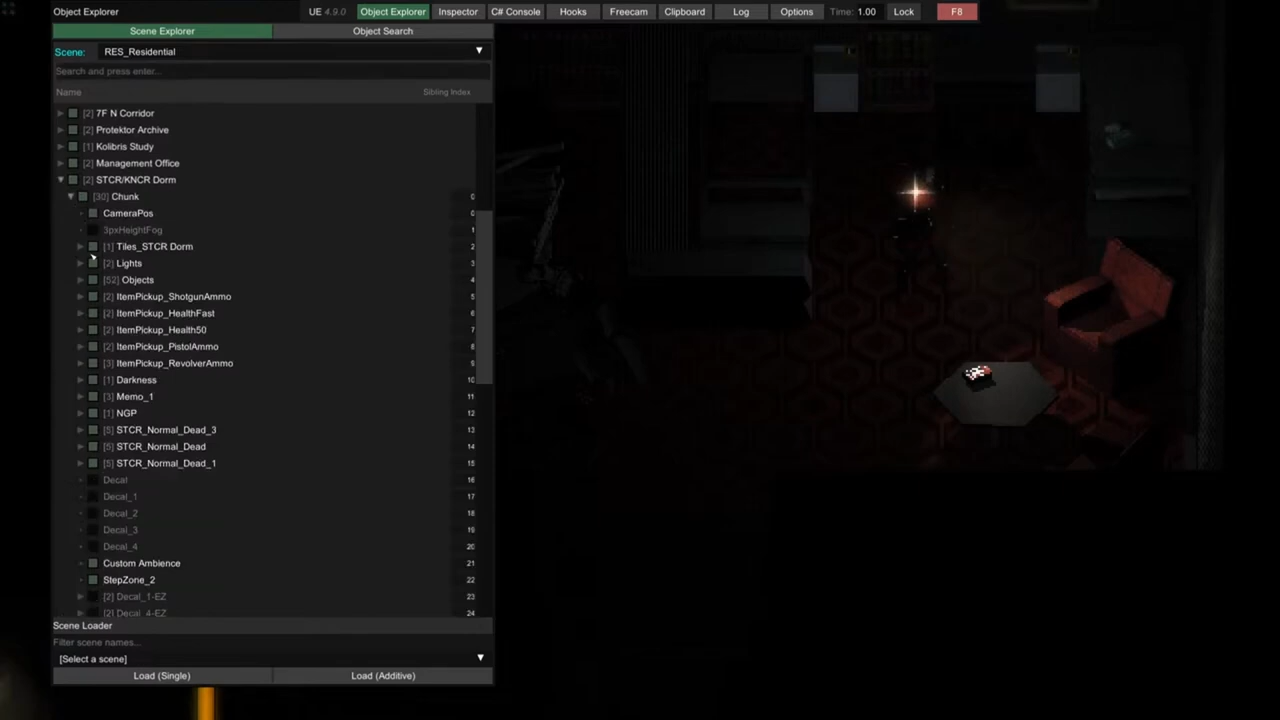 Object Explorer UE 4.9.0 Object Explorer Inspector C# Console Hooks Freecam Clipboard Log Options Time: 1.00 Lock F8
Scene Explorer Object Search
Scene: RES_Residential ▼
Search and press enter...
Name Sibling Index
► [2] 7F N Corridor
► [2] Protektor Archive
► [1] Kolibris Study
► [2] Management Office
▼ [2] STCR/KNCR Dorm
▼ [30] Chunk 0
CameraPos 0
3pxHeightFog 1
► [1] Tiles_STCR Dorm 2
► [2] Lights 3
► [52] Objects 4
► [2] ItemPickup_ShotgunAmmo 5
► [2] ItemPickup_HealthFast 6
► [2] ItemPickup_Health50 7
► [2] ItemPickup_PistolAmmo 8
► [3] ItemPickup_RevolverAmmo 9
► [1] Darkness 10
► [3] Memo_1 11
► [1] NGP 12
► [5] STCR_Normal_Dead_3 13
► [5] STCR_Normal_Dead 14
► [5] STCR_Normal_Dead_1 15
Decal 16
Decal_1 17
Decal_2 18
Decal_3 19
Decal_4 20
Custom Ambience 21
StepZone_2 22
► [2] Decal_1-EZ 23
► [2] Decal_4-EZ 24
Scene Loader
Filter scene names...
[Select a scene] ▼
Load (Single) Load (Additive)